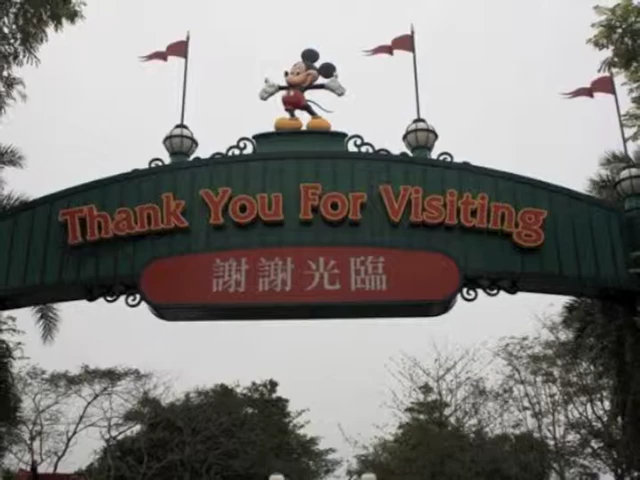 Thank You For Visiting
謝謝光臨